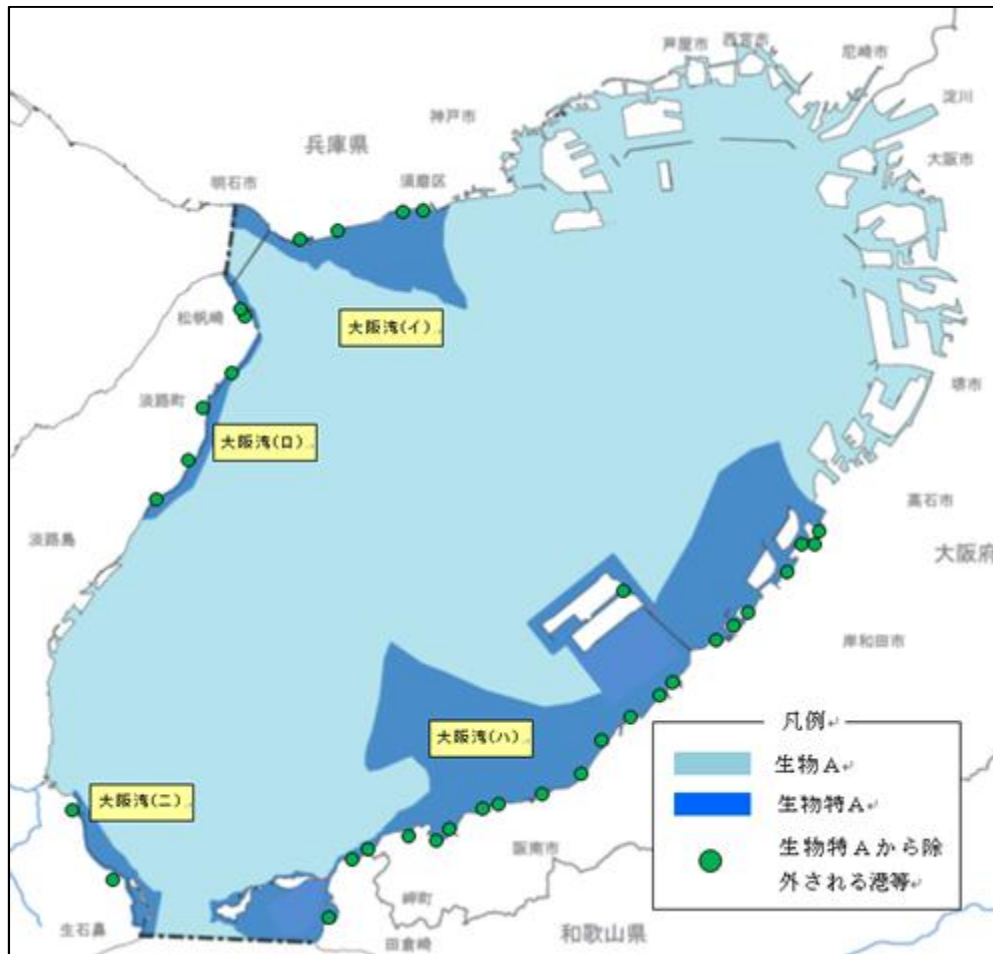 芦屋市
西宮市
尼崎市
淀川
神戸市
兵庫県
大阪市
明石市
須磨区
松帆崎
大阪湾(イ)
堺市
淡路町
大阪湾(ロ)
高石市
淡路島
大阪府
岸和田市
大阪湾(ハ)
凡例
生物A
生物特A
生物特Aから除
外される港等
大阪湾(ニ)
阪南市
岬町
生石鼻
田倉崎
和歌山県